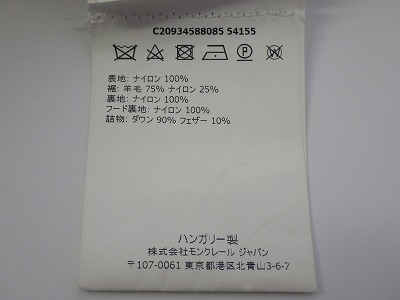 C20934588085 54155
表地: ナイロン 100%
裾: 羊毛 75% ナイロン 25%
裏地: ナイロン 100%
フード裏地: ナイロン 100%
詰物: ダウン 90% フェザー 10%
ハンガリー製
株式会社モンクレール ジャパン
〒107-0061 東京都港区北青山3-6-7